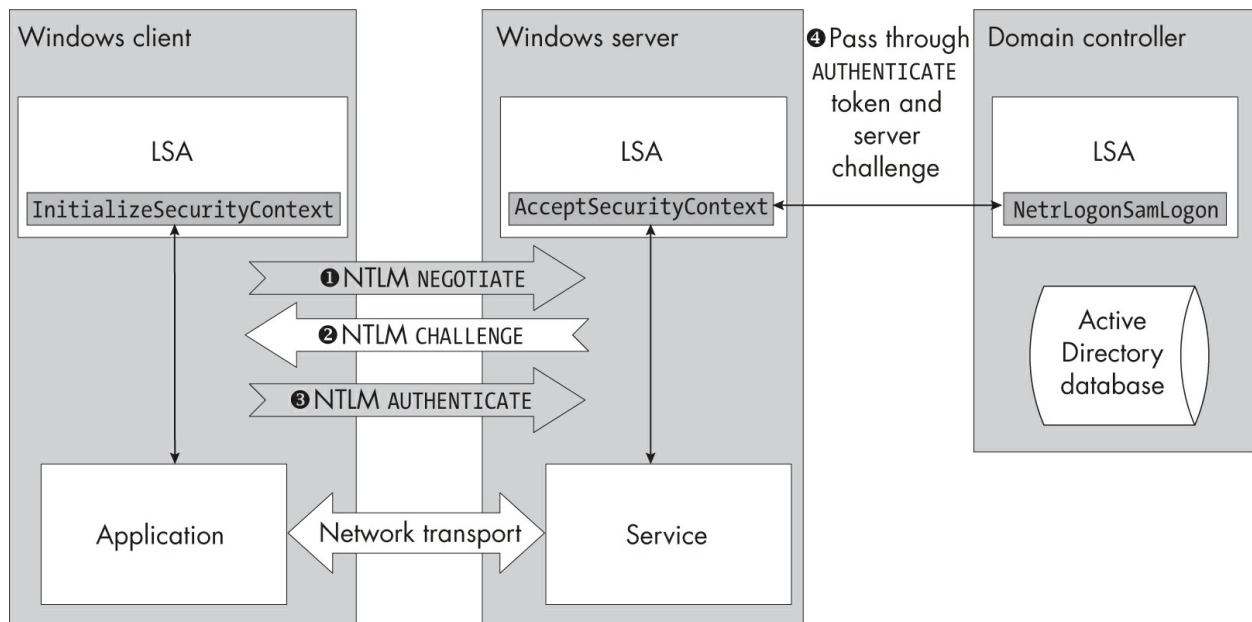 Windows client
LSA
InitializeSecurityContext
Windows server
LSA
AcceptSecurityContext
❹Pass through
AUTHENTICATE
token and
server
challenge
Domain controller
LSA
NetrLogonSamLogon
❶NTLM NEGOTIATE
❷NTLM CHALLENGE
❸NTLM AUTHENTICATE
Active
Directory
database
Application
Network transport
Service